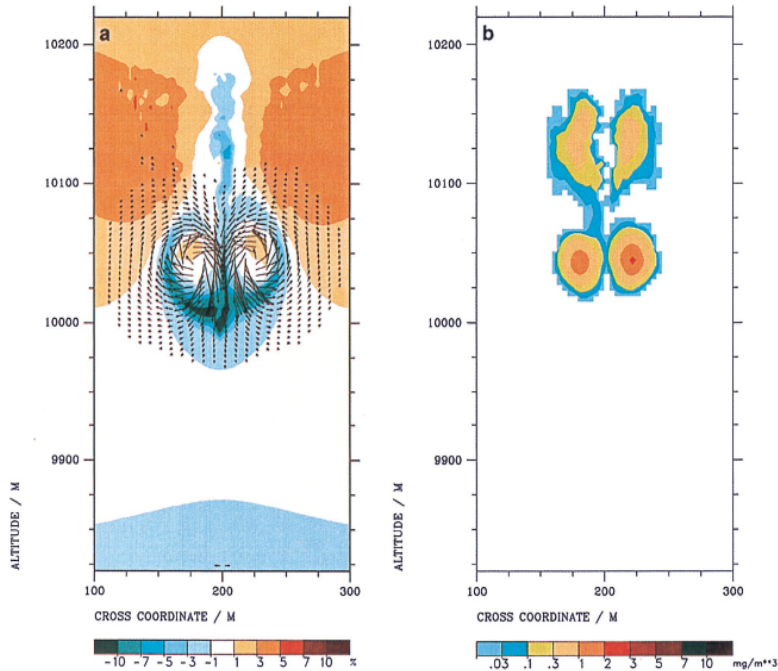 a
10200
10100
10000
9900
ALTITUDE / M
100 200 300
CROSS COORDINATE / M
-10 -7 -5 -3 -1 1 3 5 7 10 %
b
10200
10100
10000
9900
ALTITUDE / M
100 200 300
CROSS COORDINATE / M
.03 .1 .3 1 2 3 5 7 10 mg/m**3